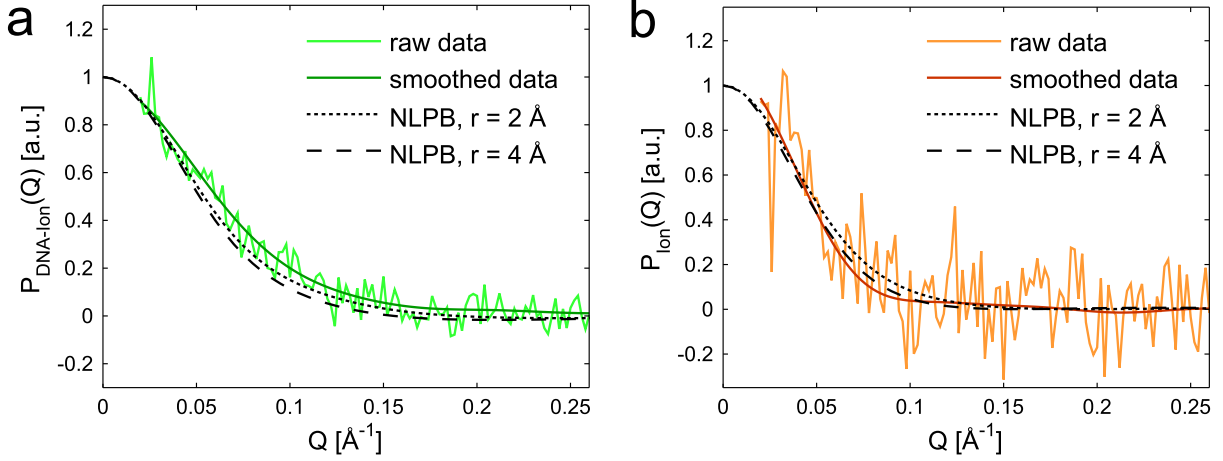 a
P_DNA-Ion(Q) [a.u.]
1.2
1
0.8
0.6
0.4
0.2
0
-0.2
raw data
smoothed data
NLPB, r = 2 Å
NLPB, r = 4 Å
0 0.05 0.1 0.15 0.2 0.25
Q [Å-1]
b
P_Ion(Q) [a.u.]
1.2
1
0.8
0.6
0.4
0.2
0
-0.2
raw data
smoothed data
NLPB, r = 2 Å
NLPB, r = 4 Å
0 0.05 0.1 0.15 0.2 0.25
Q [Å-1]